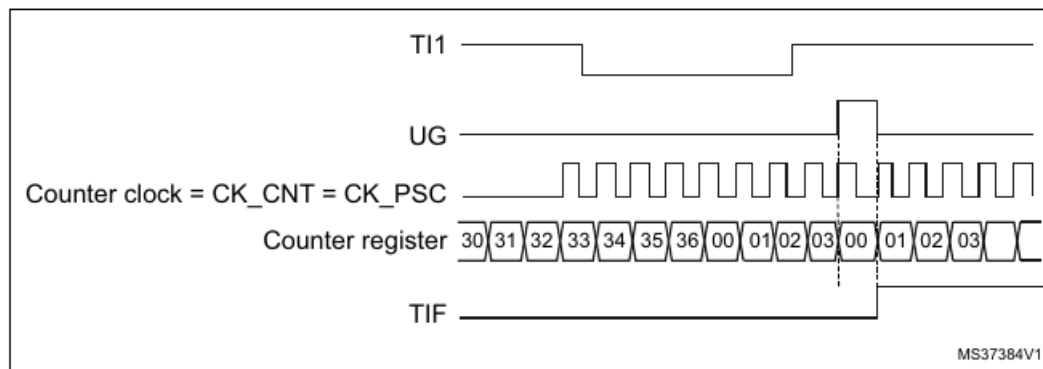 TI1
UG
Counter clock = CK_CNT = CK_PSC
Counter register 30 31 32 33 34 35 36 00 01 02 03 00 01 02 03
TIF
MS37384V1